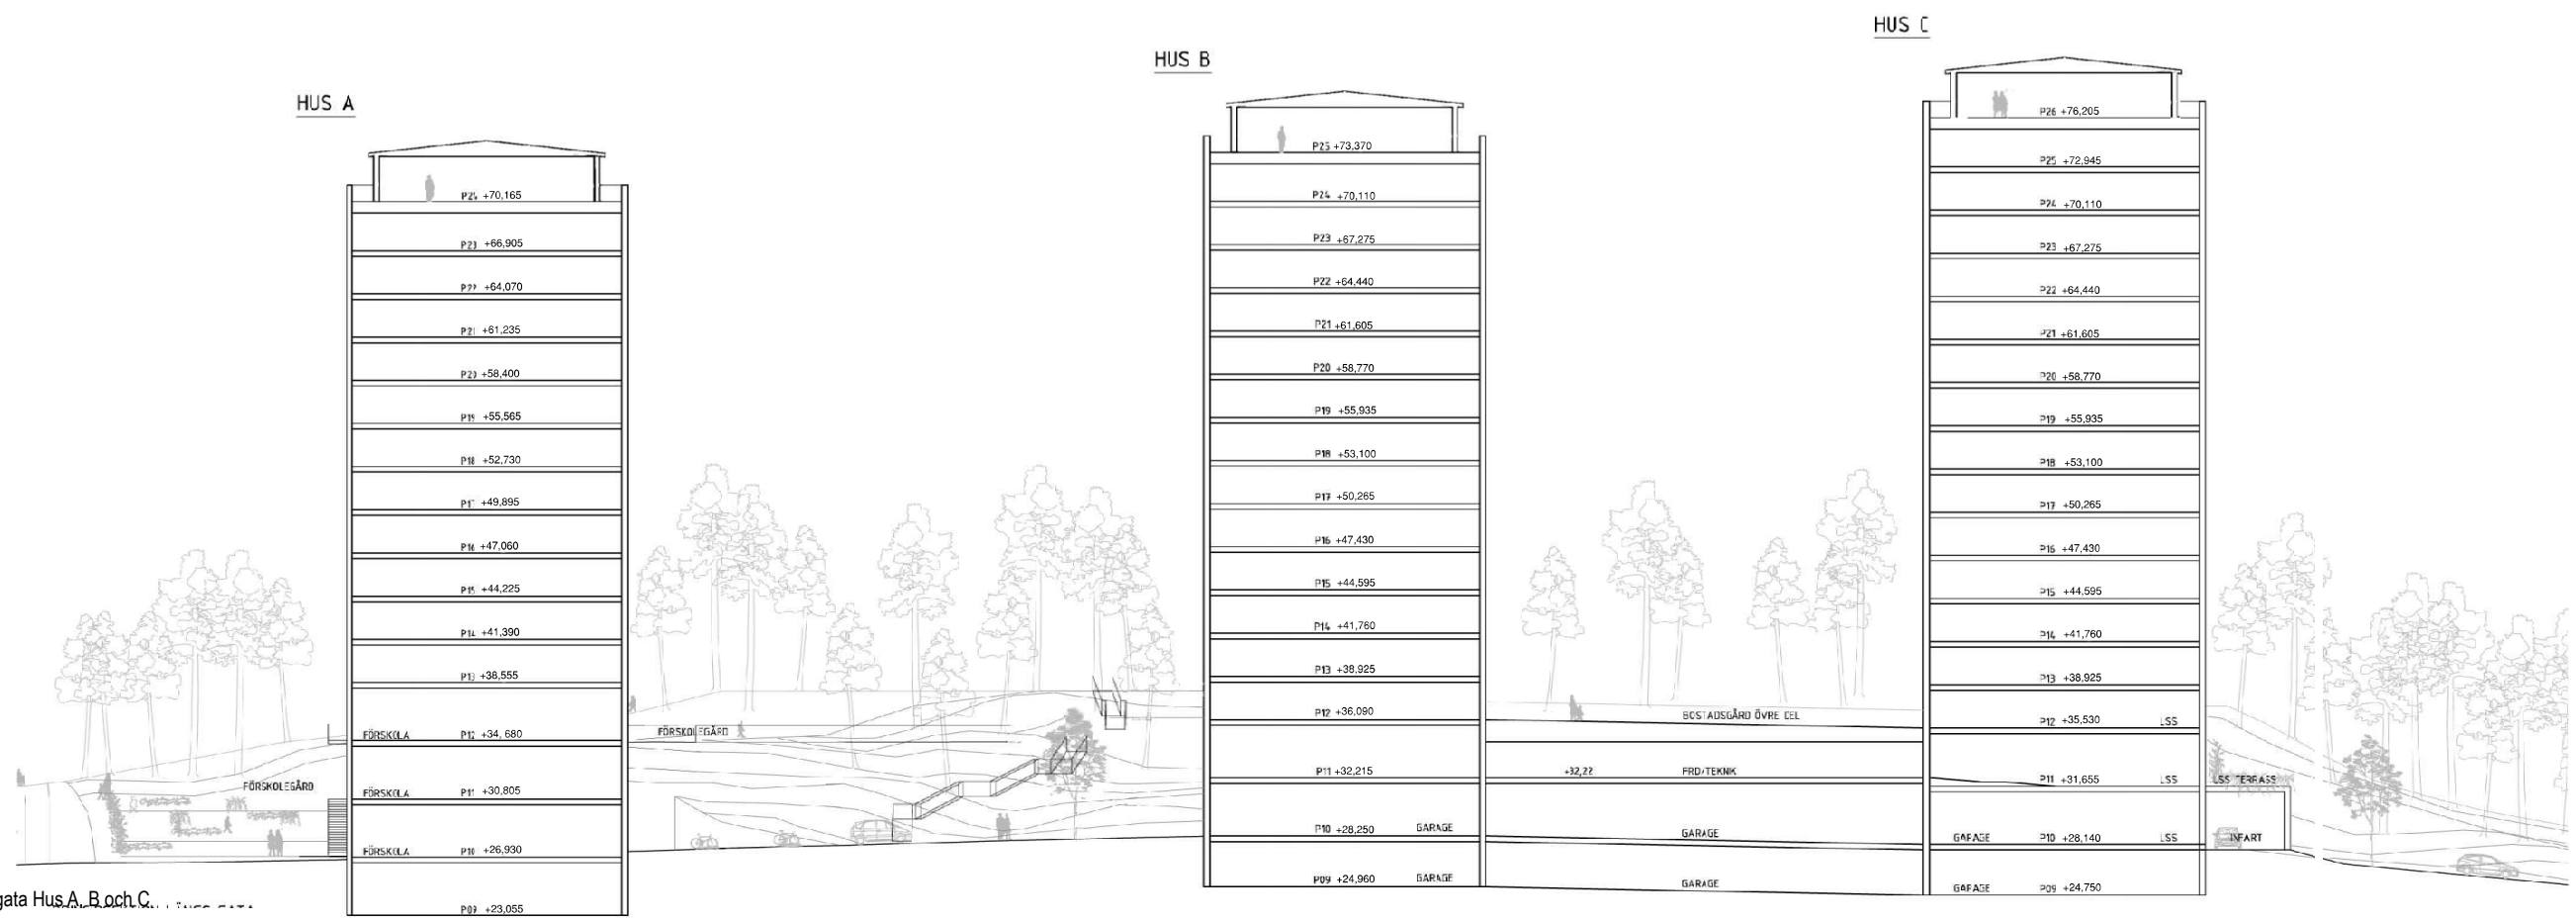 HUS A
P24 +70,165
P23 +66,905
P22 +64,070
P21 +61,235
P20 +58,400
P19 +55,565
P18 +52,730
P17 +49,895
P16 +47,060
P15 +44,225
P14 +41,390
P13 +38,555
FÖRSKOLA P12 +34, 680
FÖRSKOLA P11 +30,805
FÖRSKOLA P10 +26,930
P09 +23,055
FÖRSKOLEGÅRD
FÖRSKOLEGÅRD
HUS B
P25 +73,370
P24 +70,110
P23 +67,275
P22 +64,440
P21 +61,605
P20 +58,770
P19 +55,935
P18 +53,100
P17 +50,265
P16 +47,430
P15 +44,595
P14 +41,760
P13 +38,925
P12 +36,090
P11 +32,215
P10 +28,250 GARAGE
P09 +24,960 GARAGE
BOSTADSGÅRD ÖVRE DEL
+32,22 FRD/TEKNIK
GARAGE
GARAGE
HUS C
P26 +76,205
P25 +72,945
P24 +70,110
P23 +67,275
P22 +64,440
P21 +61,605
P20 +58,770
P19 +55,935
P18 +53,100
P17 +50,265
P16 +47,430
P15 +44,595
P14 +41,760
P13 +38,925
P12 +35,530 LSS
P11 +31,655 LSS
GARAGE P10 +28,140 LSS
GARAGE P09 +24,750
LSS TERRASS
INFART
gata Hus A, B och C.